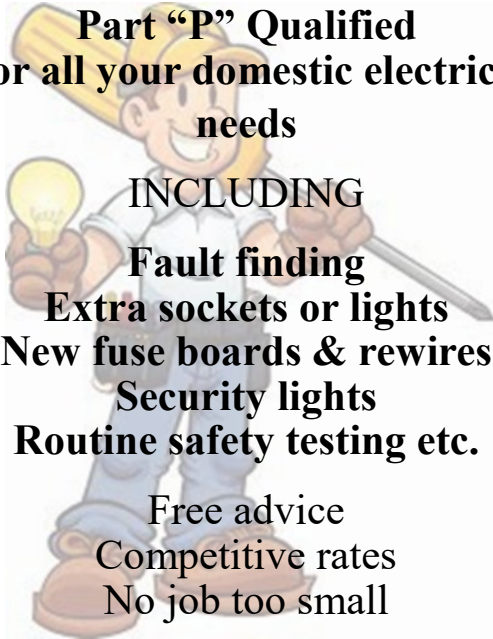 Part “P” Qualified
or all your domestic electric
needs
INCLUDING
Fault finding
Extra sockets or lights
New fuse boards & rewires
Security lights
Routine safety testing etc.
Free advice
Competitive rates
No job too small